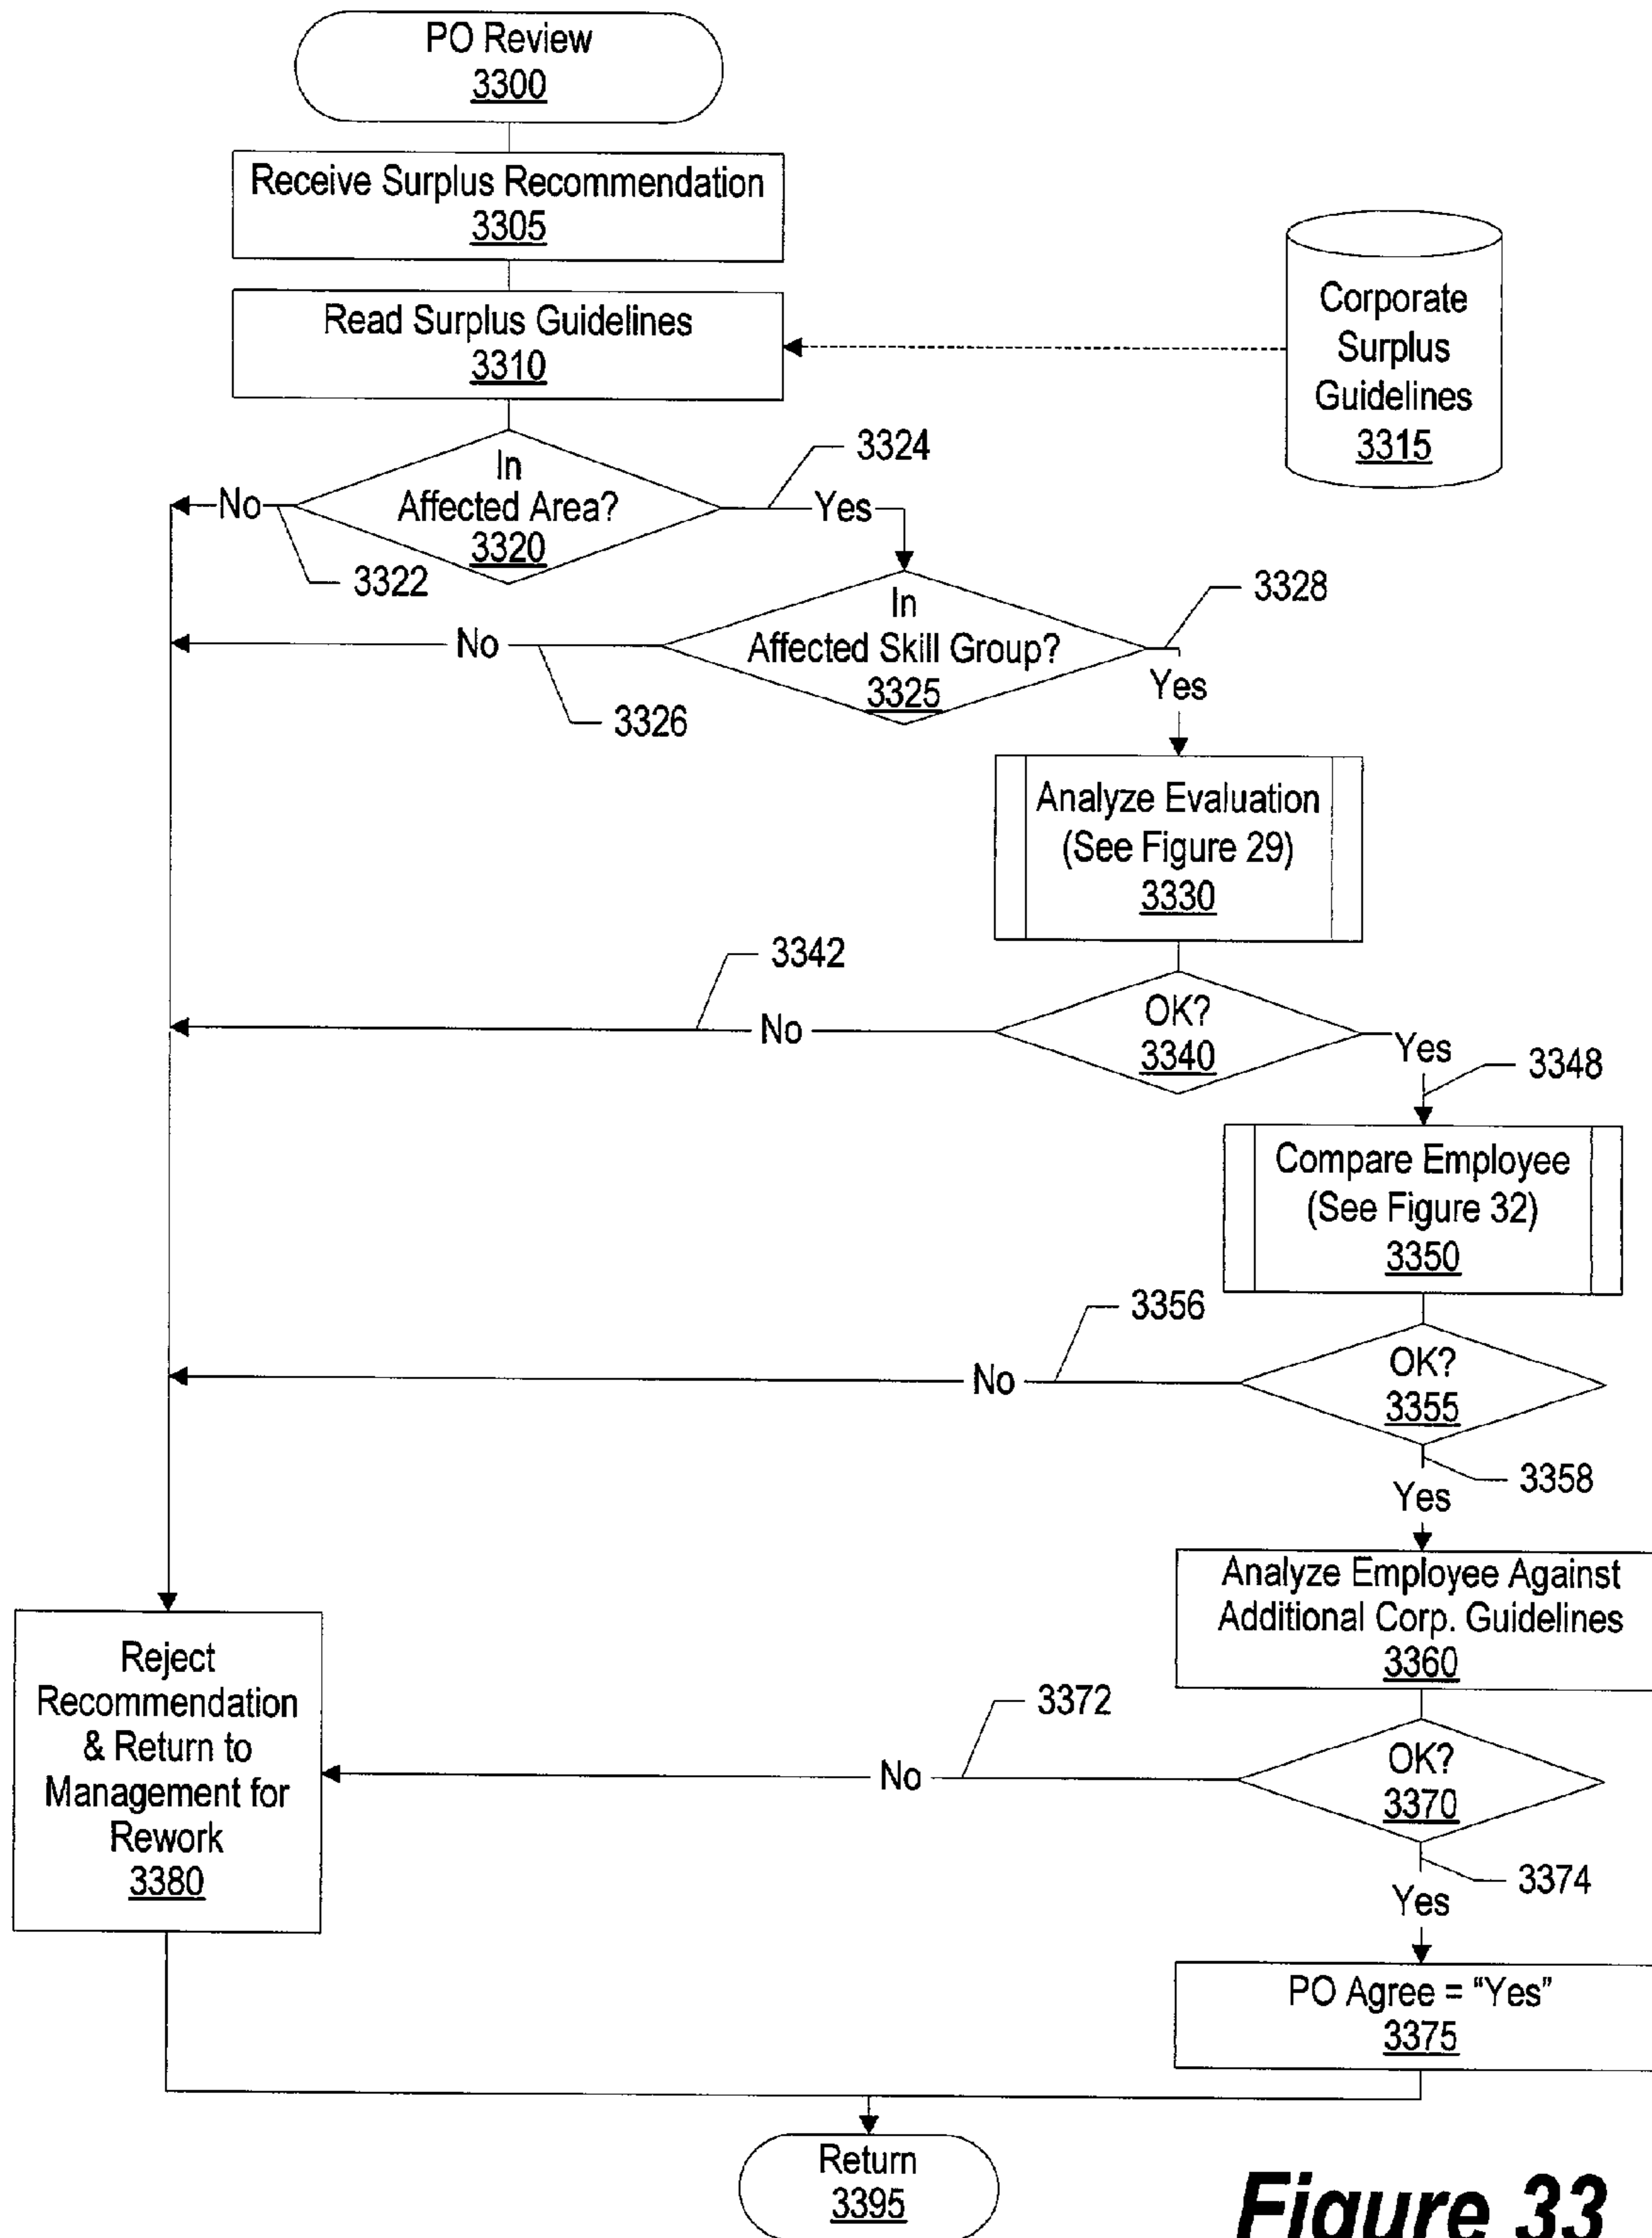 PO Review
3300
Receive Surplus Recommendation
3305
Read Surplus Guidelines
3310
Corporate
Surplus
Guidelines
3315
In
Affected Area?
3320
No
3322
3324
Yes
In
Affected Skill Group?
3325
No
3326
3328
Yes
Analyze Evaluation
(See Figure 29)
3330
OK?
3340
3342
No
Yes
3348
Compare Employee
(See Figure 32)
3350
3356
No
OK?
3355
3358
Yes
Analyze Employee Against
Additional Corp. Guidelines
3360
Reject
Recommendation
& Return to
Management for
Rework
3380
3372
No
OK?
3370
3374
Yes
PO Agree = “Yes”
3375
Return
3395
Figure 33